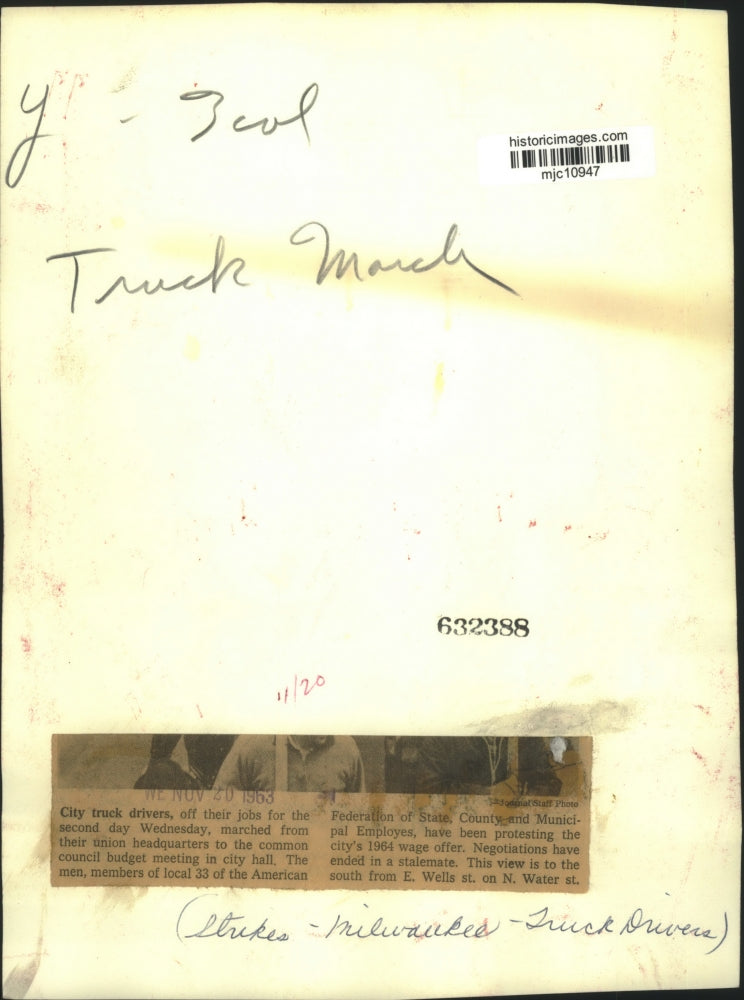 Y - 3 col
historicimages.com
mjc10947
Truck March
632388
11/20
WE NOV 20 1963
Journal Staff Photo
City truck drivers, off their jobs for the
second day Wednesday, marched from
their union headquarters to the common
council budget meeting in city hall. The
men, members of local 33 of the American
Federation of State, County and Munici-
pal Employes, have been protesting the
city's 1964 wage offer. Negotiations have
ended in a stalemate. This view is to the
south from E. Wells st. on N. Water st.
(Strikes - Milwaukee - Truck Drivers)